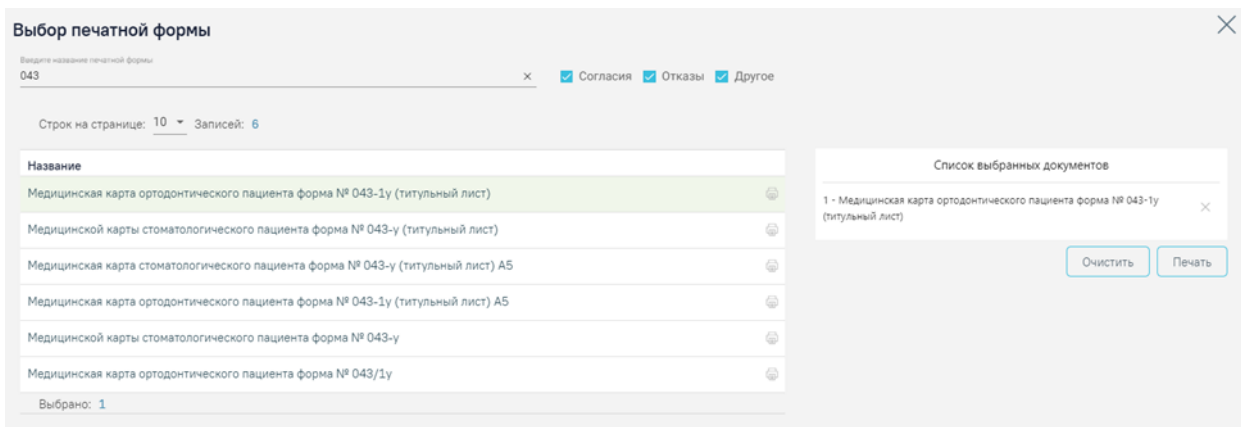 Выбор печатной формы
Введите название печатной формы
043
Согласия Отказы Другое
Строк на странице: 10 Записей: 6
Название
Медицинская карта ортодонтического пациента форма № 043-1у (титульный лист)
Медицинской карты стоматологического пациента форма № 043-у (титульный лист)
Медицинская карта стоматологического пациента форма № 043-у (титульный лист) А5
Медицинская карта ортодонтического пациента форма № 043-1у (титульный лист) А5
Медицинской карты стоматологического пациента форма № 043-у
Медицинская карта ортодонтического пациента форма № 043/1у
Выбрано: 1
Список выбранных документов
1 - Медицинская карта ортодонтического пациента форма № 043-1у
(титульный лист)
Очистить Печать